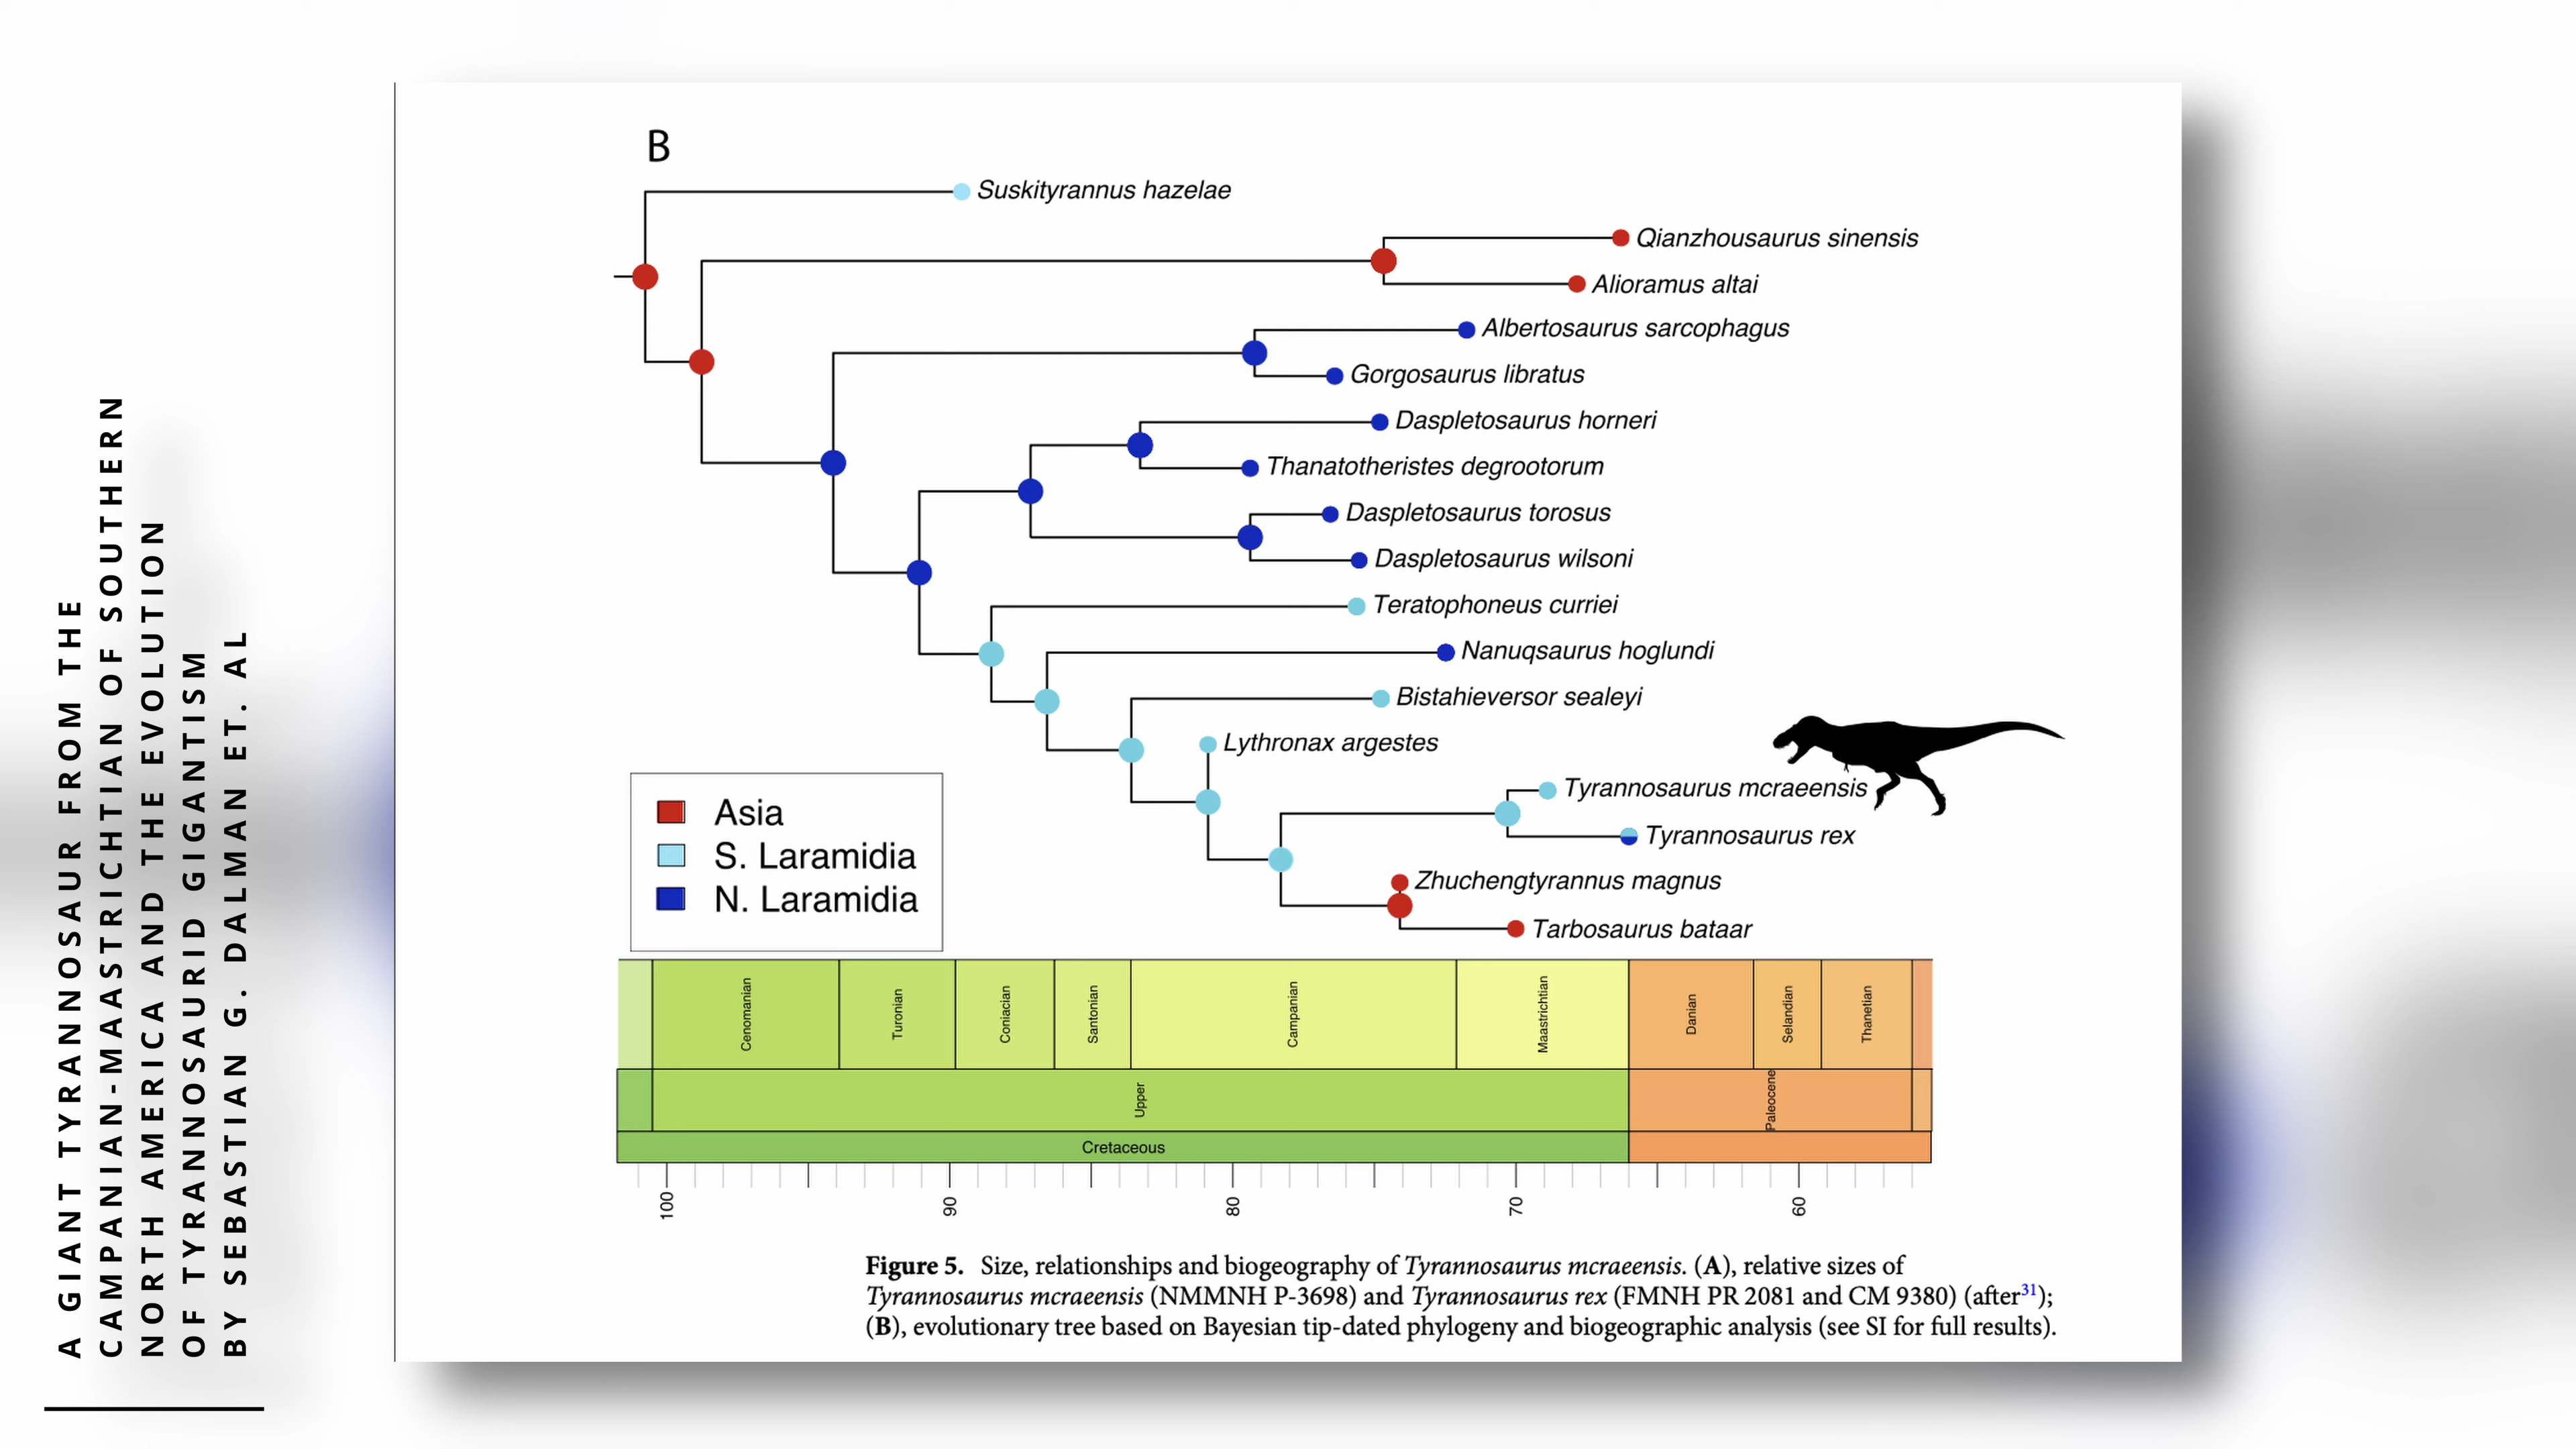 A GIANT TYRANNOSAUR FROM THE
CAMPANIAN-MAASTRICHTIAN OF SOUTHERN
NORTH AMERICA AND THE EVOLUTION
OF TYRANNOSAURID GIGANTISM
BY SEBASTIAN G. DALMAN ET. AL
B
Suskityrannus hazelae
Qianzhousaurus sinensis
Alioramus altai
Albertosaurus sarcophagus
Gorgosaurus libratus
Daspletosaurus horneri
Thanatotheristes degrootorum
Daspletosaurus torosus
Daspletosaurus wilsoni
Teratophoneus curriei
Nanuqsaurus hoglundi
Bistahieversor sealeyi
Lythronax argestes
Tyrannosaurus mcraeensis
Tyrannosaurus rex
Zhuchengtyrannus magnus
Tarbosaurus bataar
Asia
S. Laramidia
N. Laramidia
Cenomanian
Turonian
Coniacian
Santonian
Campanian
Maastrichtian
Danian
Selandian
Thanetian
Upper
Paleocene
Cretaceous
100
90
80
70
60
Figure 5. Size, relationships and biogeography of Tyrannosaurus mcraeensis. (A), relative sizes of
Tyrannosaurus mcraeensis (NMMNH P-3698) and Tyrannosaurus rex (FMNH PR 2081 and CM 9380) (after31);
(B), evolutionary tree based on Bayesian tip-dated phylogeny and biogeographic analysis (see SI for full results).